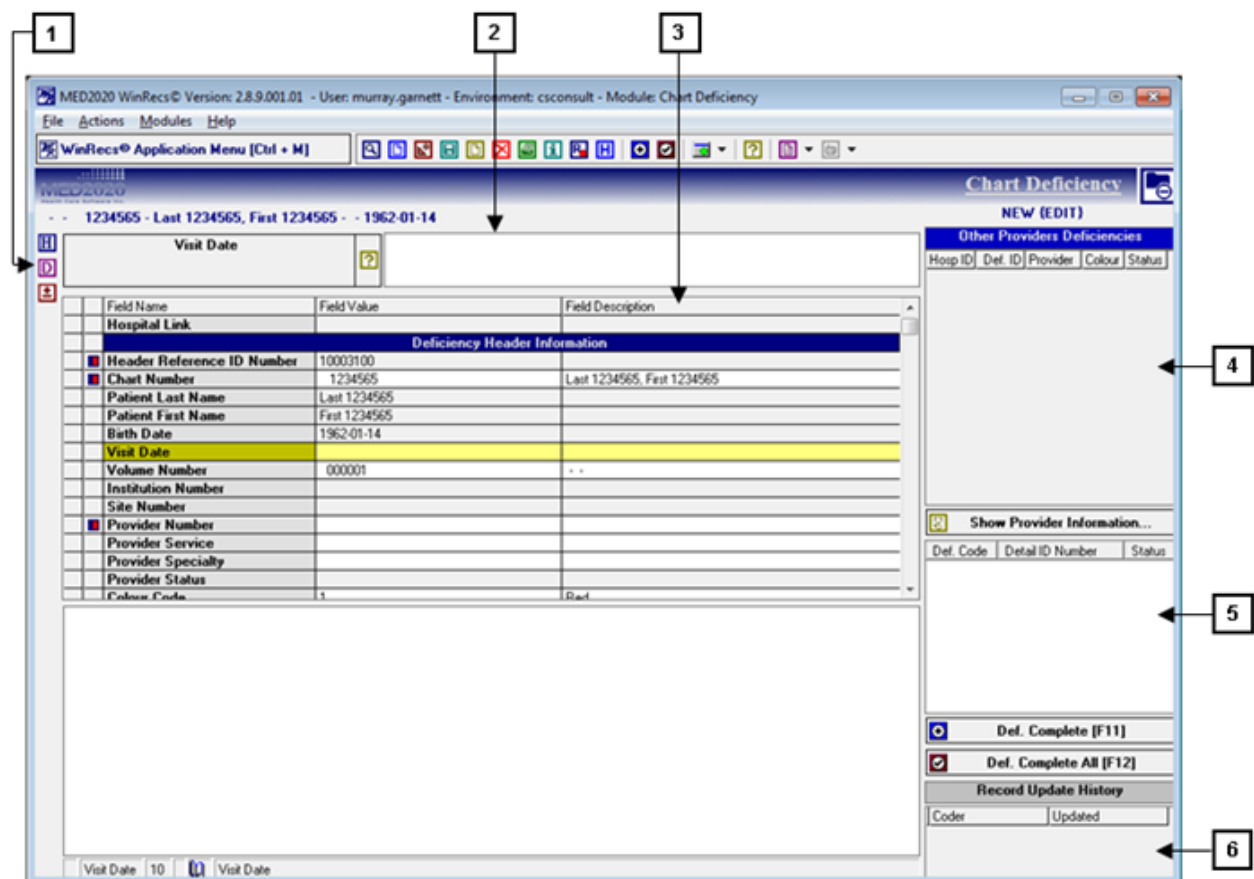 1
2
3
MED2020 WinRecs© Version: 2.8.9.001.01 - User: murray.garnett - Environment: csconsult - Module: Chart Deficiency
File Actions Modules Help
WinRecs® Application Menu [Ctrl + M]
MED2020
Health Care Software Inc.
Chart Deficiency
- - 1234565 - Last 1234565, First 1234565 - - 1962-01-14
NEW (EDIT)
Visit Date
Other Providers Deficiencies
Hosp ID Def. ID Provider Colour Status
Field Name Field Value Field Description
Hospital Link
Deficiency Header Information
Header Reference ID Number 10003100
Chart Number 1234565 Last 1234565, First 1234565
Patient Last Name Last 1234565
Patient First Name First 1234565
Birth Date 1962-01-14
Visit Date
Volume Number 000001 - -
Institution Number
Site Number
Provider Number
Provider Service
Provider Specialty
Provider Status
Colour Code 1 Red
4
Show Provider Information...
Def. Code Detail ID Number Status
5
Def. Complete [F11]
Def. Complete All [F12]
Record Update History
Coder Updated
6
Visit Date 10 Visit Date